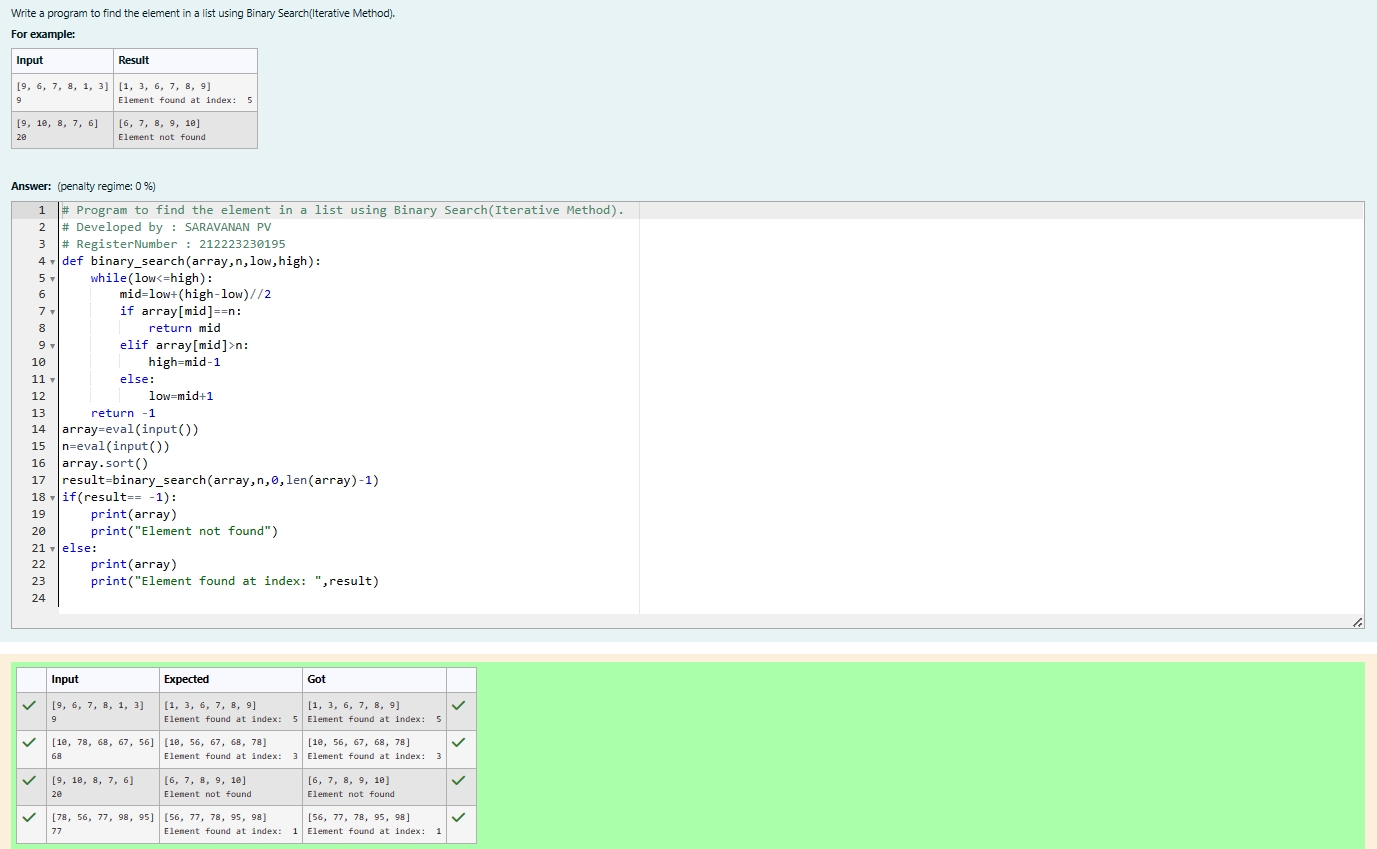 Write a program to find the element in a list using Binary Search(Iterative Method).
For example:
Input Result
[9, 6, 7, 8, 1, 3] [1, 3, 6, 7, 8, 9]
9 Element found at index:  5
[9, 10, 8, 7, 6] [6, 7, 8, 9, 10]
20 Element not found
Answer: (penalty regime: 0 %)
1 # Program to find the element in a list using Binary Search(Iterative Method).
2 # Developed by : SARAVANAN PV
3 # RegisterNumber : 212223230195
4 def binary_search(array,n,low,high):
5     while(low<=high):
6         mid=low+(high-low)//2
7         if array[mid]==n:
8             return mid
9         elif array[mid]>n:
10             high=mid-1
11         else:
12             low=mid+1
13     return -1
14 array=eval(input())
15 n=eval(input())
16 array.sort()
17 result=binary_search(array,n,0,len(array)-1)
18 if(result== -1):
19     print(array)
20     print("Element not found")
21 else:
22     print(array)
23     print("Element found at index: ",result)
24
Input Expected Got
[9, 6, 7, 8, 1, 3] [1, 3, 6, 7, 8, 9] [1, 3, 6, 7, 8, 9]
9 Element found at index:  5 Element found at index:  5
[10, 78, 68, 67, 56] [10, 56, 67, 68, 78] [10, 56, 67, 68, 78]
68 Element found at index:  3 Element found at index:  3
[9, 10, 8, 7, 6] [6, 7, 8, 9, 10] [6, 7, 8, 9, 10]
20 Element not found Element not found
[78, 56, 77, 98, 95] [56, 77, 78, 95, 98] [56, 77, 78, 95, 98]
77 Element found at index:  1 Element found at index:  1